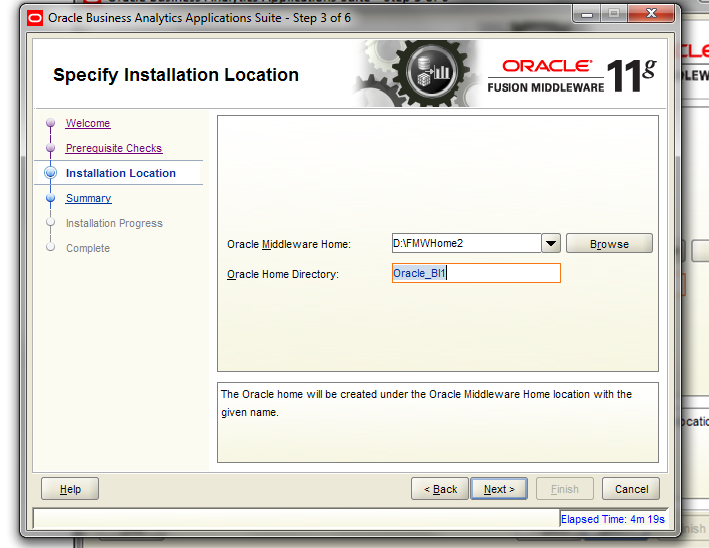 Oracle Business Analytics Applications Suite - Step 3 of 6
Specify Installation Location
ORACLE
FUSION MIDDLEWARE 11g
Welcome
Prerequisite Checks
Installation Location
Summary
Installation Progress
Complete
Oracle Middleware Home: D:\FMWHome2 Browse
Oracle Home Directory: Oracle_BI1
The Oracle home will be created under the Oracle Middleware Home location with the
given name.
Help < Back Next > Finish Cancel
Elapsed Time: 4m 19s